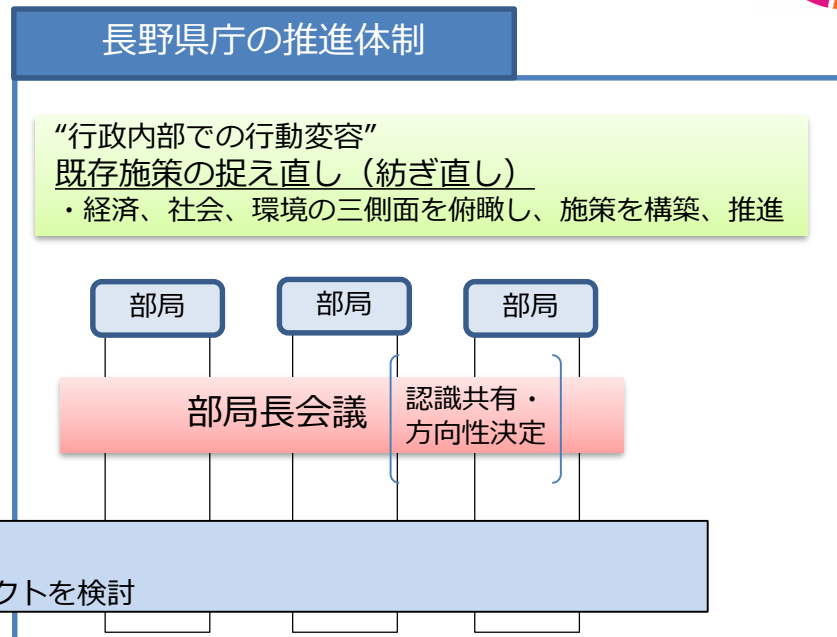 長野県庁の推進体制
“行政内部での行動変容”
既存施策の捉え直し（紡ぎ直し）
・経済、社会、環境の三側面を俯瞰し、施策を構築、推進
部局
部局
部局
部局長会議
認識共有・
方向性決定
クトを検討